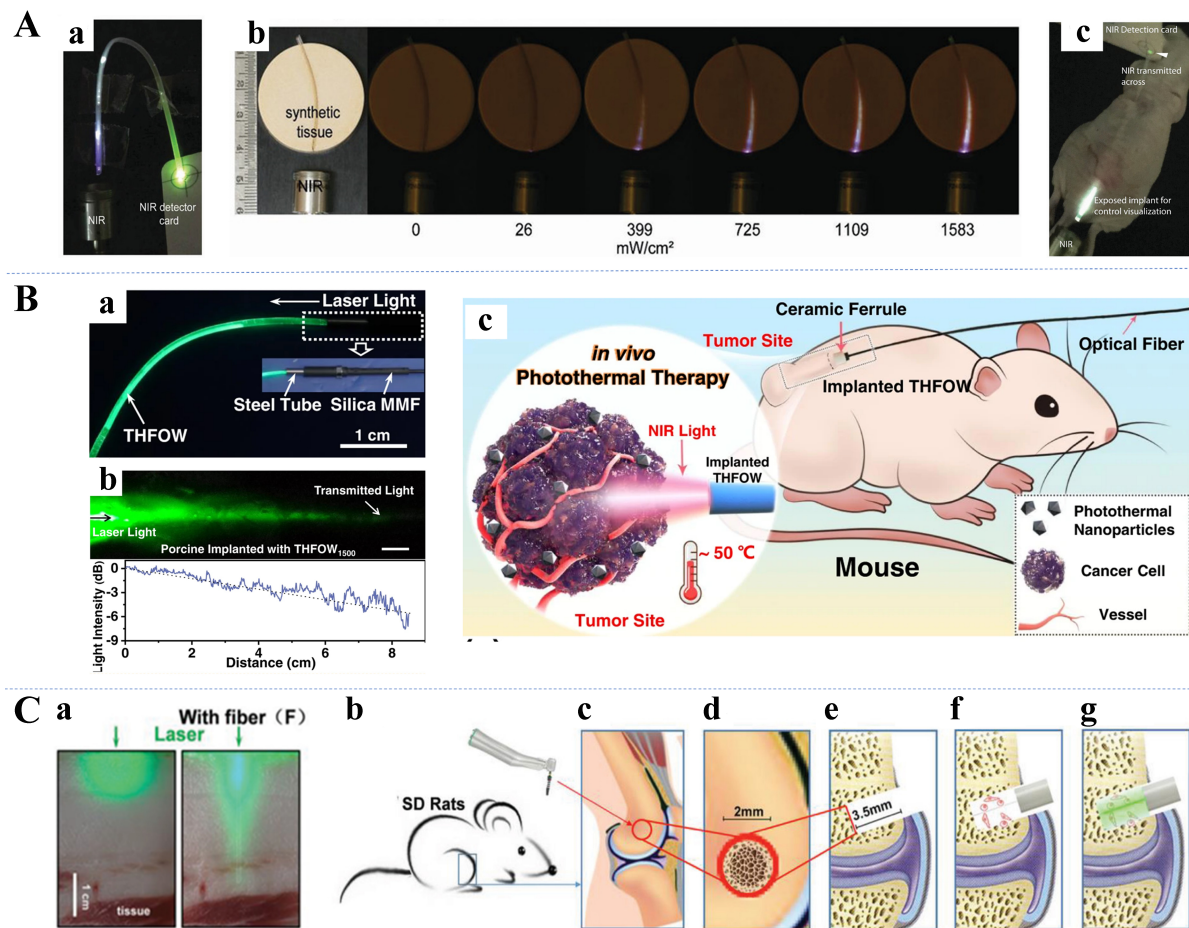 A
a
NIR
NIR detector
card
b
synthetic
tissue
NIR
0
26
399
725
1109
1583
mW/cm²
c
NIR Detection card
NIR transmitted
across
Exposed implant for
control visualization
NIR
B
a
Laser Light
Steel Tube
Silica MMF
THFOW
1 cm
b
Transmitted Light
Laser Light
Porcine Implanted with THFOW1500
Light Intensity (dB)
0
-3
-6
-9
0
2
4
6
8
Distance (cm)
c
in vivo
Photothermal Therapy
NIR Light
Implanted
THFOW
~ 50 ℃
Tumor Site
Ceramic Ferrule
Tumor Site
Optical Fiber
Implanted THFOW
Mouse
Photothermal
Nanoparticles
Cancer Cell
Vessel
C
a
With fiber（F）
Laser
1 cm
tissue
b
SD Rats
c
d
2mm
e
3.5mm
f
g